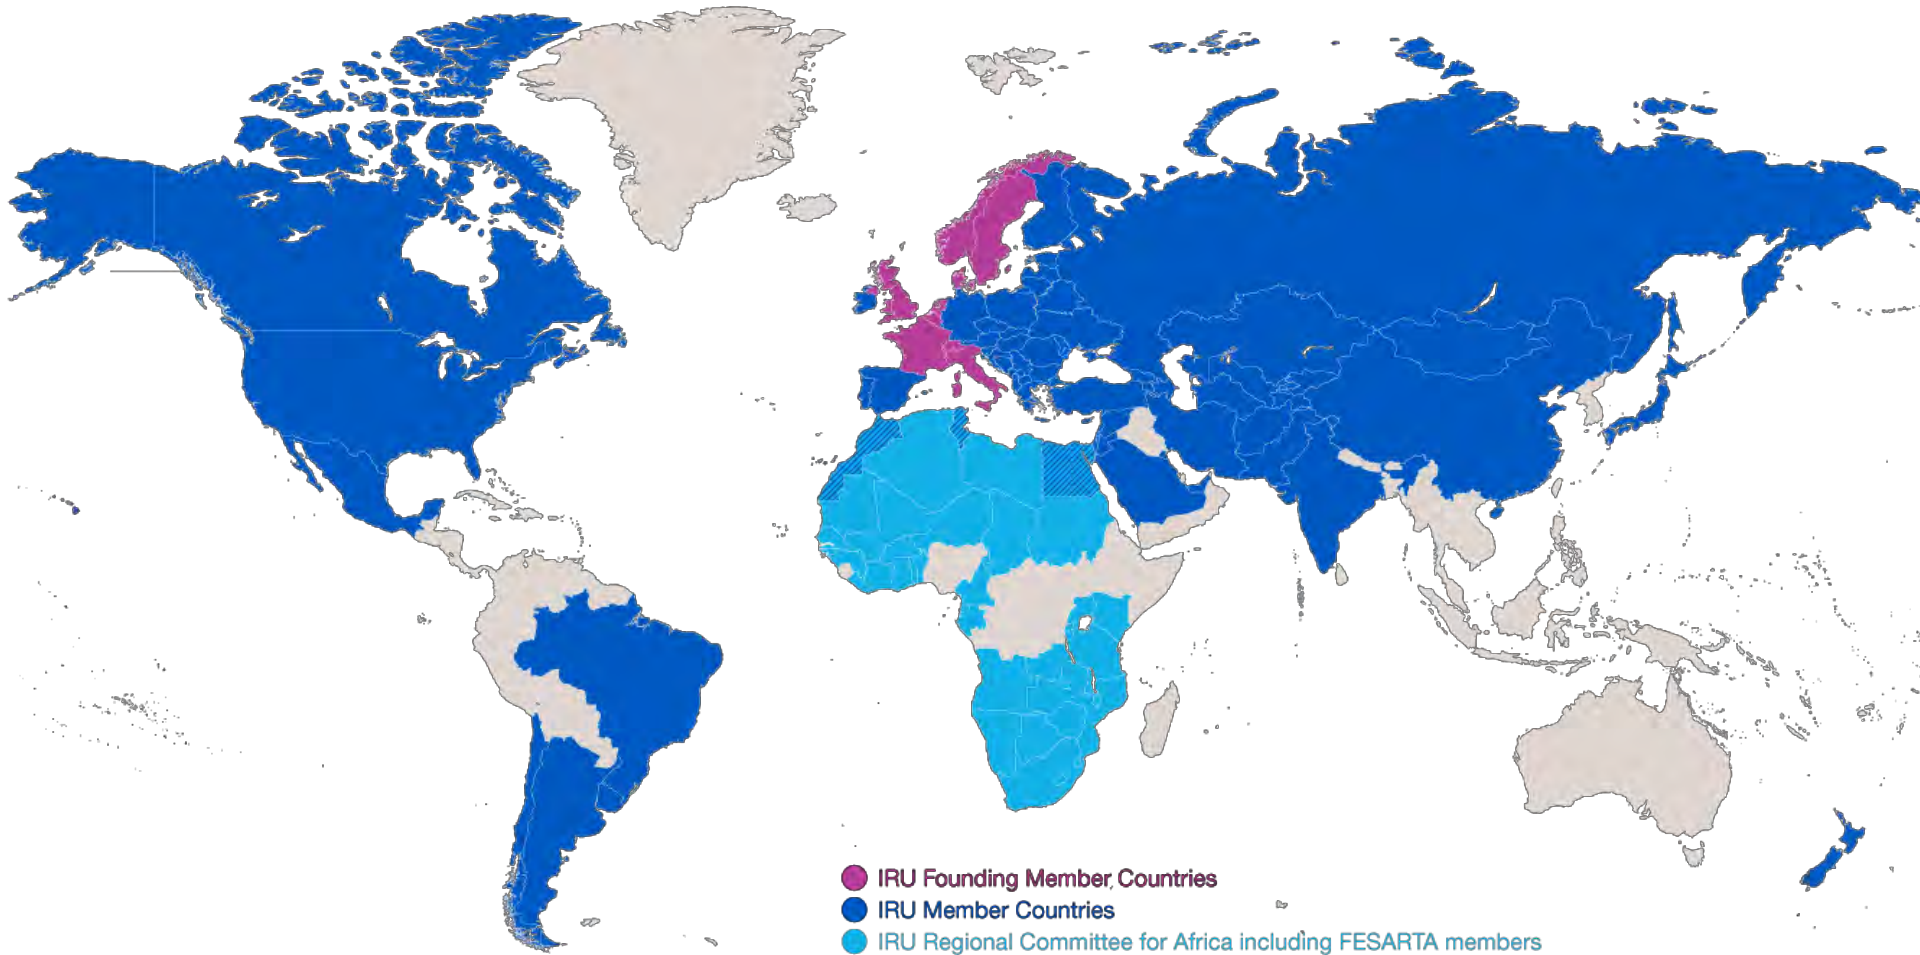 IRU Founding Member Countries
IRU Member Countries
IRU Regional Committee for Africa including FESARTA members